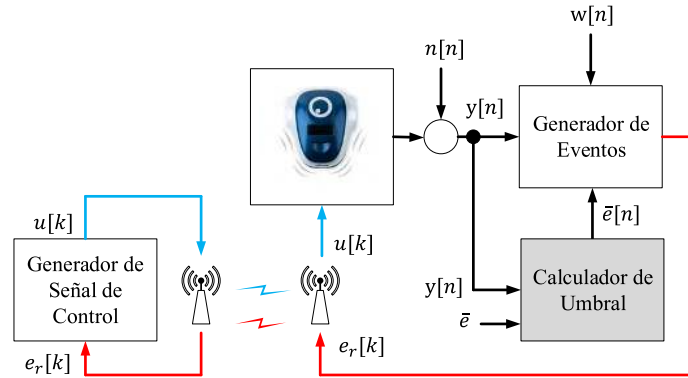 w[n]
n[n]
y[n]
Generador de
Eventos
u[k]
u[k]
ē[n]
Generador de
Señal de
Control
Calculador de
Umbral
y[n]
ē
e_r[k]
e_r[k]